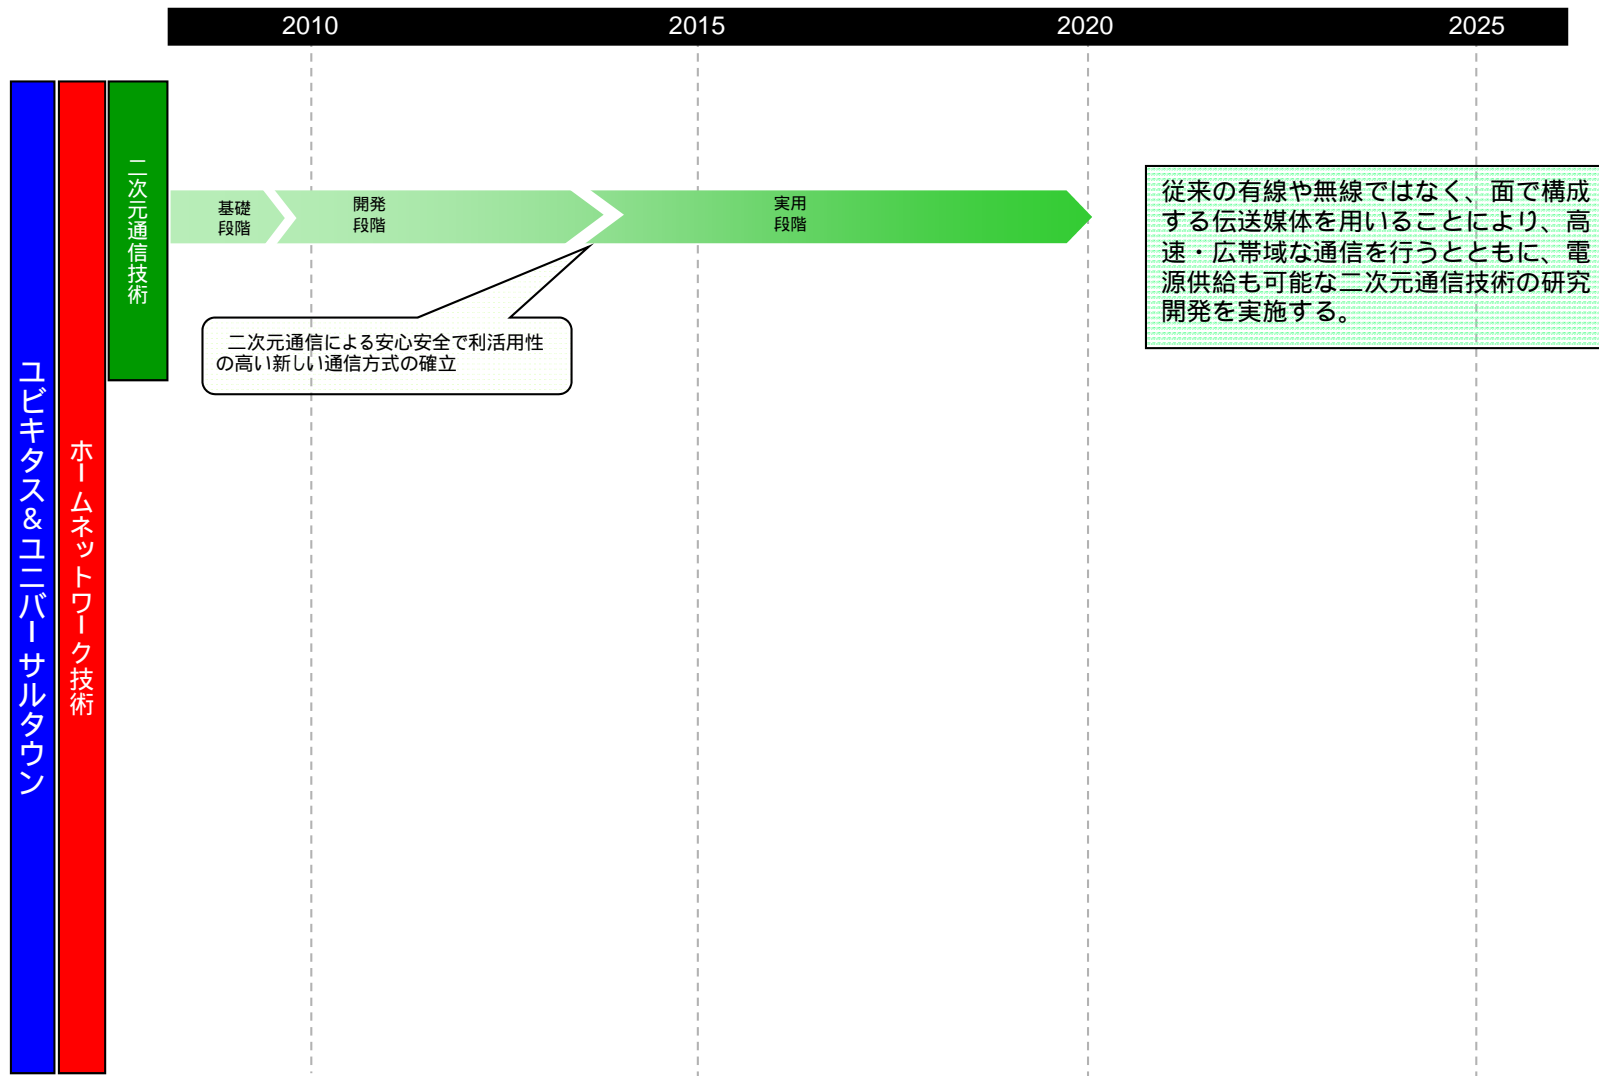 2010
2015
2020
2025
ユビキタス&ユニバーサルタウン
ホームネットワーク技術
二次元通信技術
基礎
段階
開発
段階
実用
段階
従来の有線や無線ではなく、面で構成
する伝送媒体を用いることにより、高
速・広帯域な通信を行うとともに、電
源供給も可能な二次元通信技術の研究
開発を実施する。
二次元通信による安心安全で利活用性
の高い新しい通信方式の確立